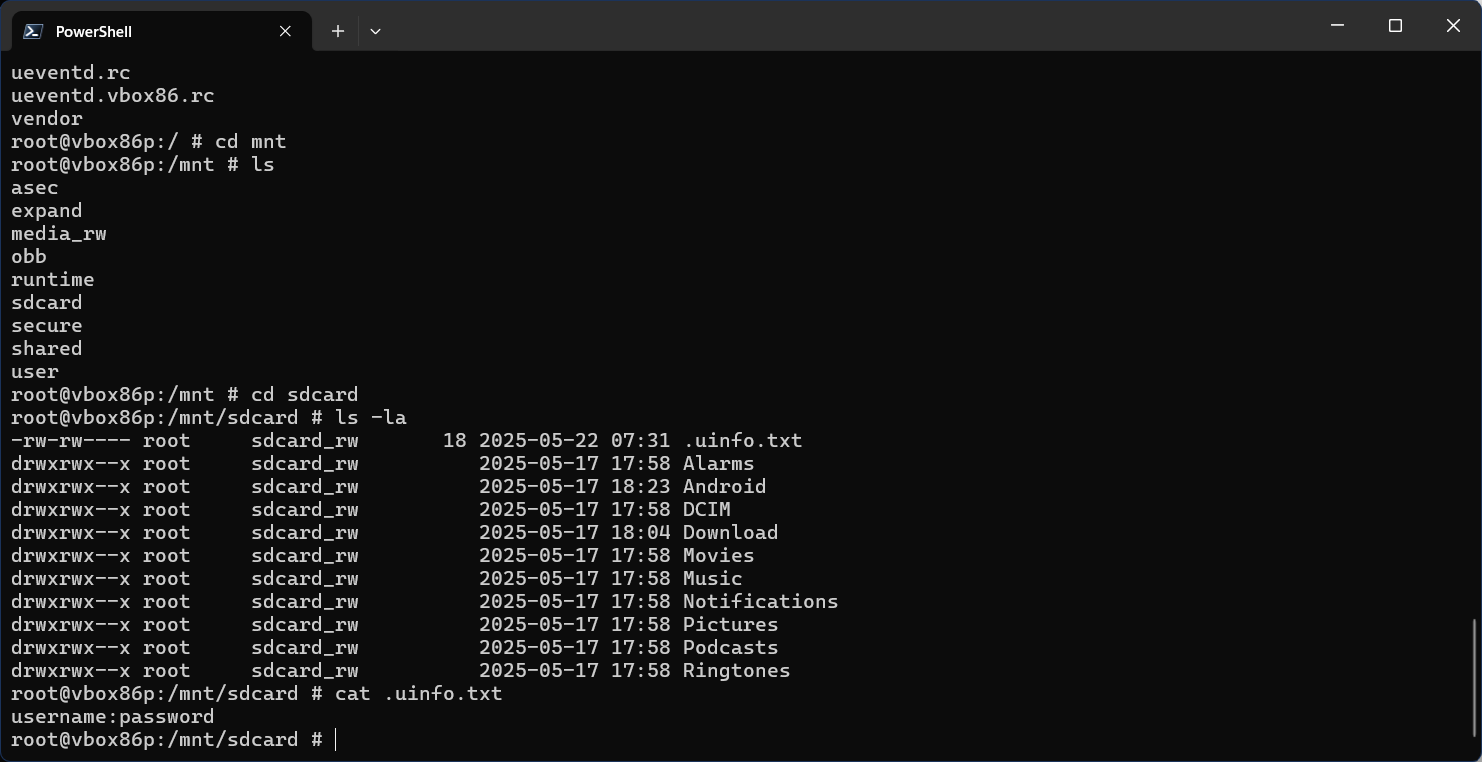 PowerShell
ueventd.rc
ueventd.vbox86.rc
vendor
root@vbox86p:/ # cd mnt
root@vbox86p:/mnt # ls
asec
expand
media_rw
obb
runtime
sdcard
secure
shared
user
root@vbox86p:/mnt # cd sdcard
root@vbox86p:/mnt/sdcard # ls -la
-rw-rw---- root     sdcard_rw       18 2025-05-22 07:31 .uinfo.txt
drwxrwx--x root     sdcard_rw          2025-05-17 17:58 Alarms
drwxrwx--x root     sdcard_rw          2025-05-17 18:23 Android
drwxrwx--x root     sdcard_rw          2025-05-17 17:58 DCIM
drwxrwx--x root     sdcard_rw          2025-05-17 18:04 Download
drwxrwx--x root     sdcard_rw          2025-05-17 17:58 Movies
drwxrwx--x root     sdcard_rw          2025-05-17 17:58 Music
drwxrwx--x root     sdcard_rw          2025-05-17 17:58 Notifications
drwxrwx--x root     sdcard_rw          2025-05-17 17:58 Pictures
drwxrwx--x root     sdcard_rw          2025-05-17 17:58 Podcasts
drwxrwx--x root     sdcard_rw          2025-05-17 17:58 Ringtones
root@vbox86p:/mnt/sdcard # cat .uinfo.txt
username:password
root@vbox86p:/mnt/sdcard #